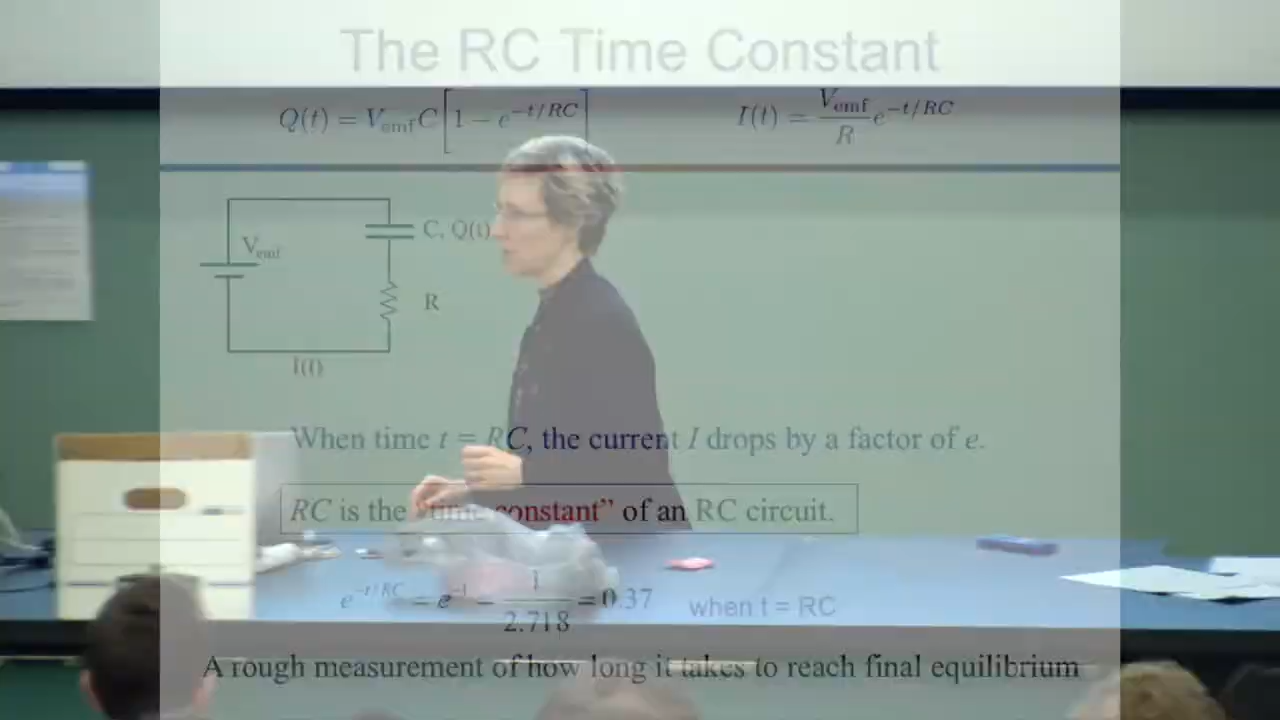 The RC Time Constant
Q(t) = V_emf C [1 − e^{−t/RC}]
I(t) = V_emf/R e^{−t/RC}
V_emf
C, Q(t)
R
I(t)
When time t = RC, the current I drops by a factor of e.
RC is the “time constant” of an RC circuit.
e^{−t/RC} = e^{−1} = 1/2.718 = 0.37 when t = RC
A rough measurement of how long it takes to reach final equilibrium